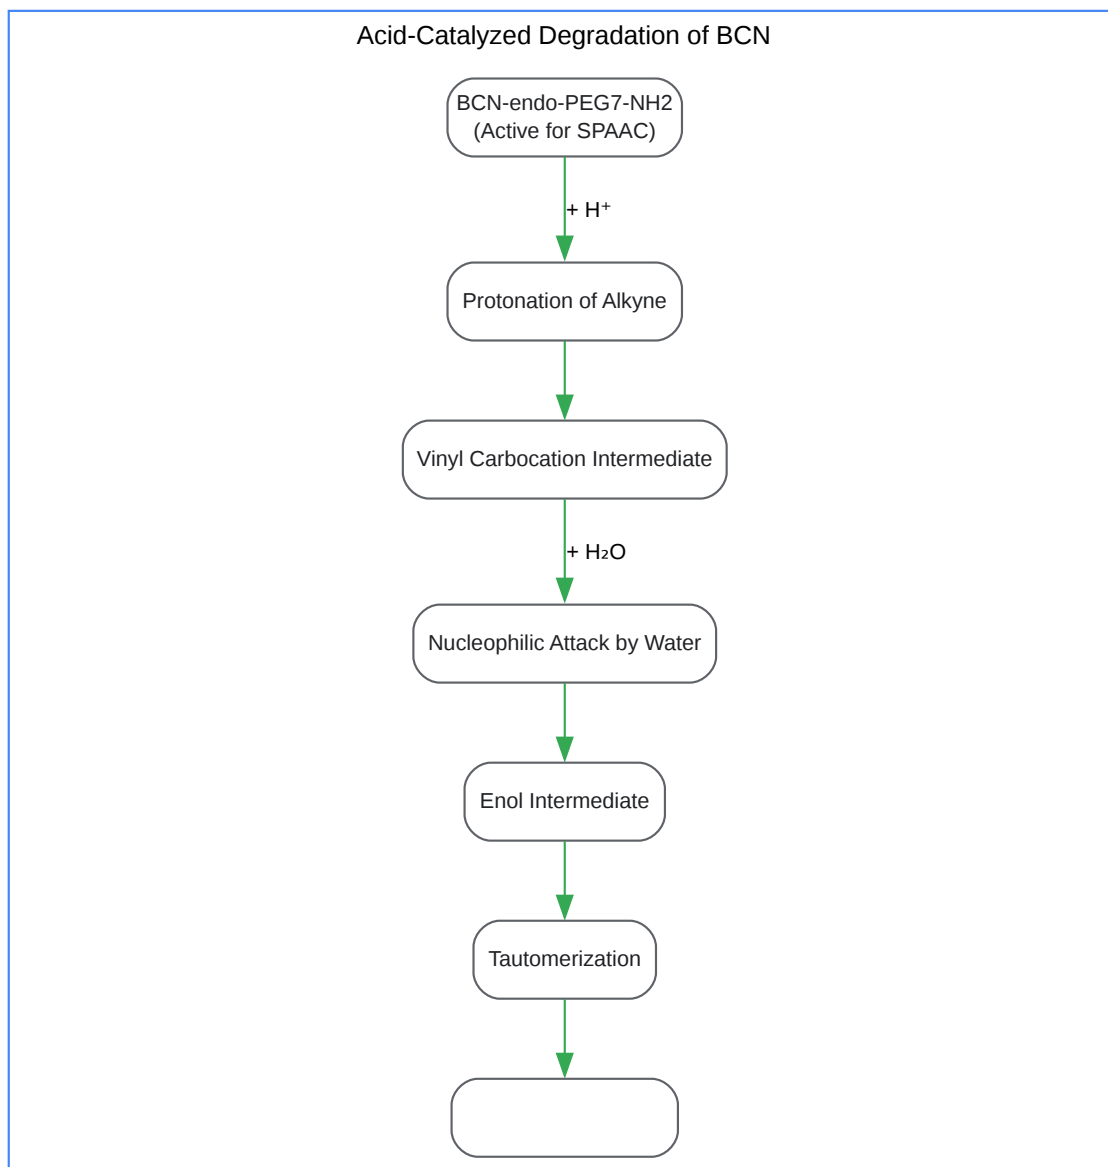 Acid-Catalyzed Degradation of BCN
BCN-endo-PEG7-NH2
(Active for SPAAC)
+ H⁺
Protonation of Alkyne
Vinyl Carbocation Intermediate
+ H₂O
Nucleophilic Attack by Water
Enol Intermediate
Tautomerization